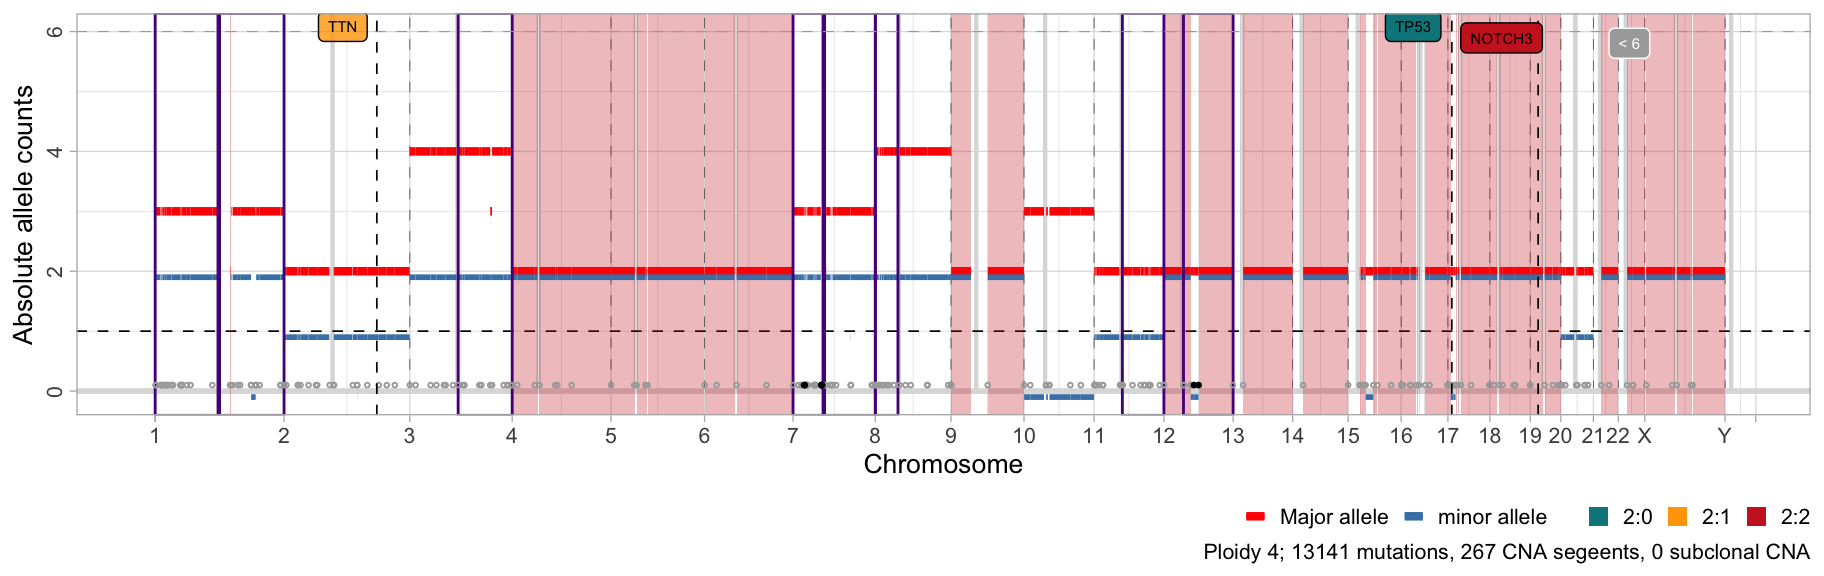 TTN
TP53
NOTCH3
< 6
6
4
2
0
Absolute allele counts
1 2 3 4 5 6 7 8 9 10 11 12 13 14 15 16 17 18 19 20 21 22 X Y
Chromosome
Major allele minor allele 2:0 2:1 2:2
Ploidy 4; 13141 mutations, 267 CNA segeents, 0 subclonal CNA